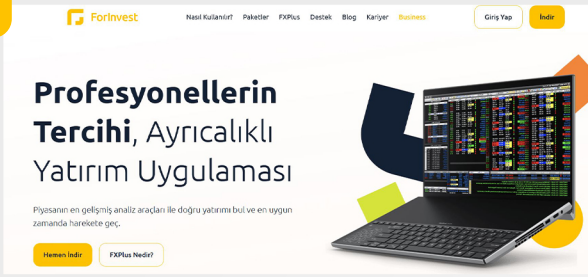 ForInvest
Nasıl Kullanılır? Paketler FXPlus Destek Blog Kariyer Business
Giriş Yap
İndir
Profesyonellerin
Tercihi, Ayrıcalıklı
Yatırım Uygulaması
Piyasanın en gelişmiş analiz araçları ile doğru yatırımı bul ve en uygun
zamanda harekete geç.
Hemen İndir
FXPlus Nedir?